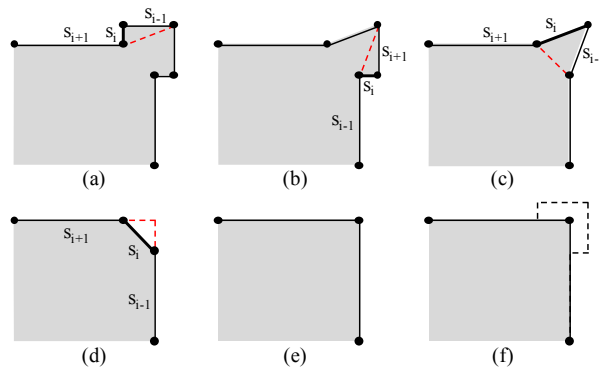 S_{i-1}
S_{i+1} S_i
(a)
S_{i+1}
S_i
S_{i-1}
(b)
S_i
S_{i+1} S_{i-}
(c)
S_{i+1}
S_i
S_{i-1}
(d)
(e)
(f)